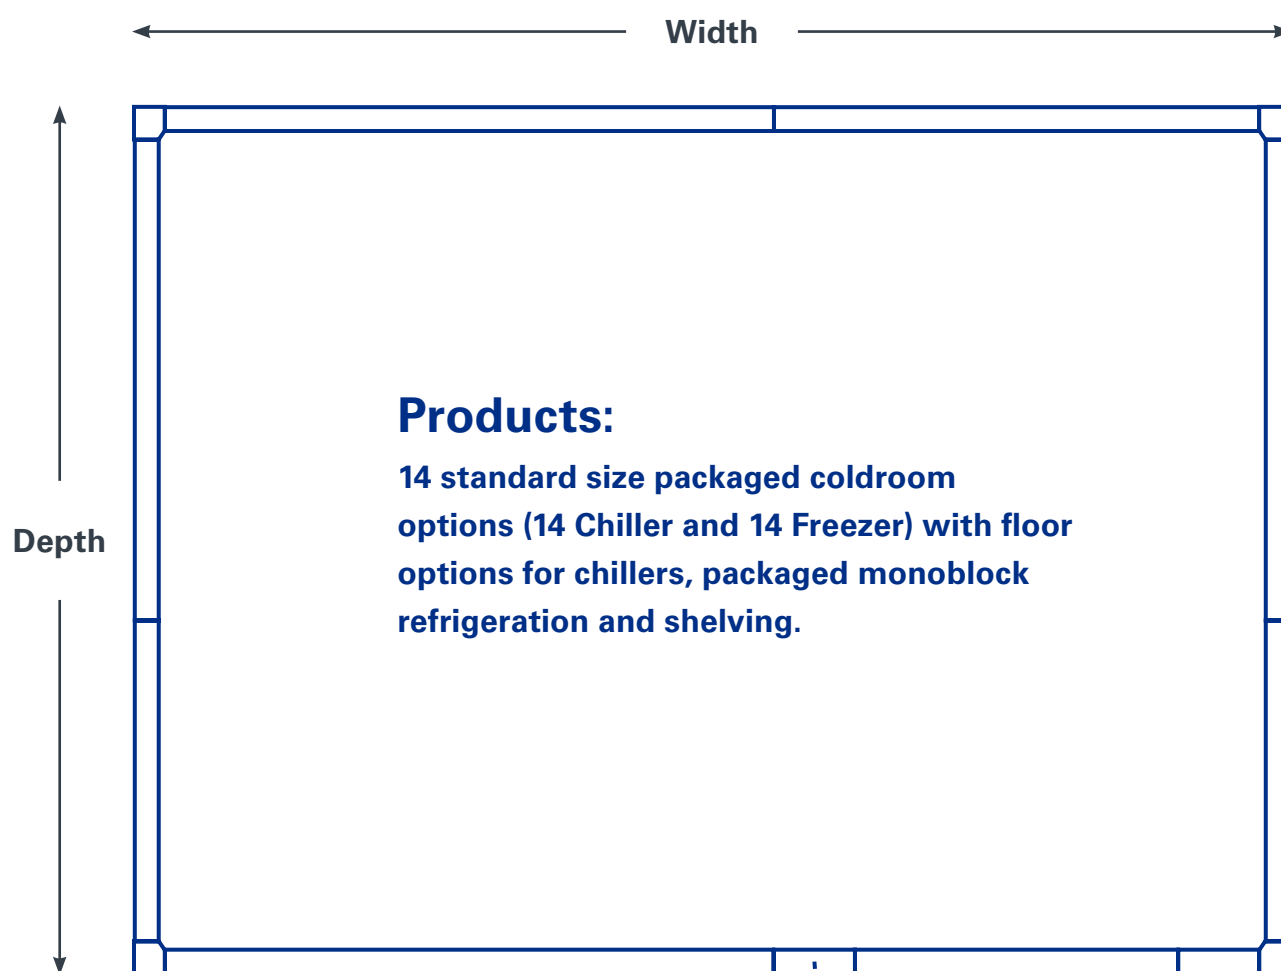 Width
Products:
14 standard size packaged coldroom
options (14 Chiller and 14 Freezer) with floor
Depth
options for chillers, packaged monoblock
refrigeration and shelving.